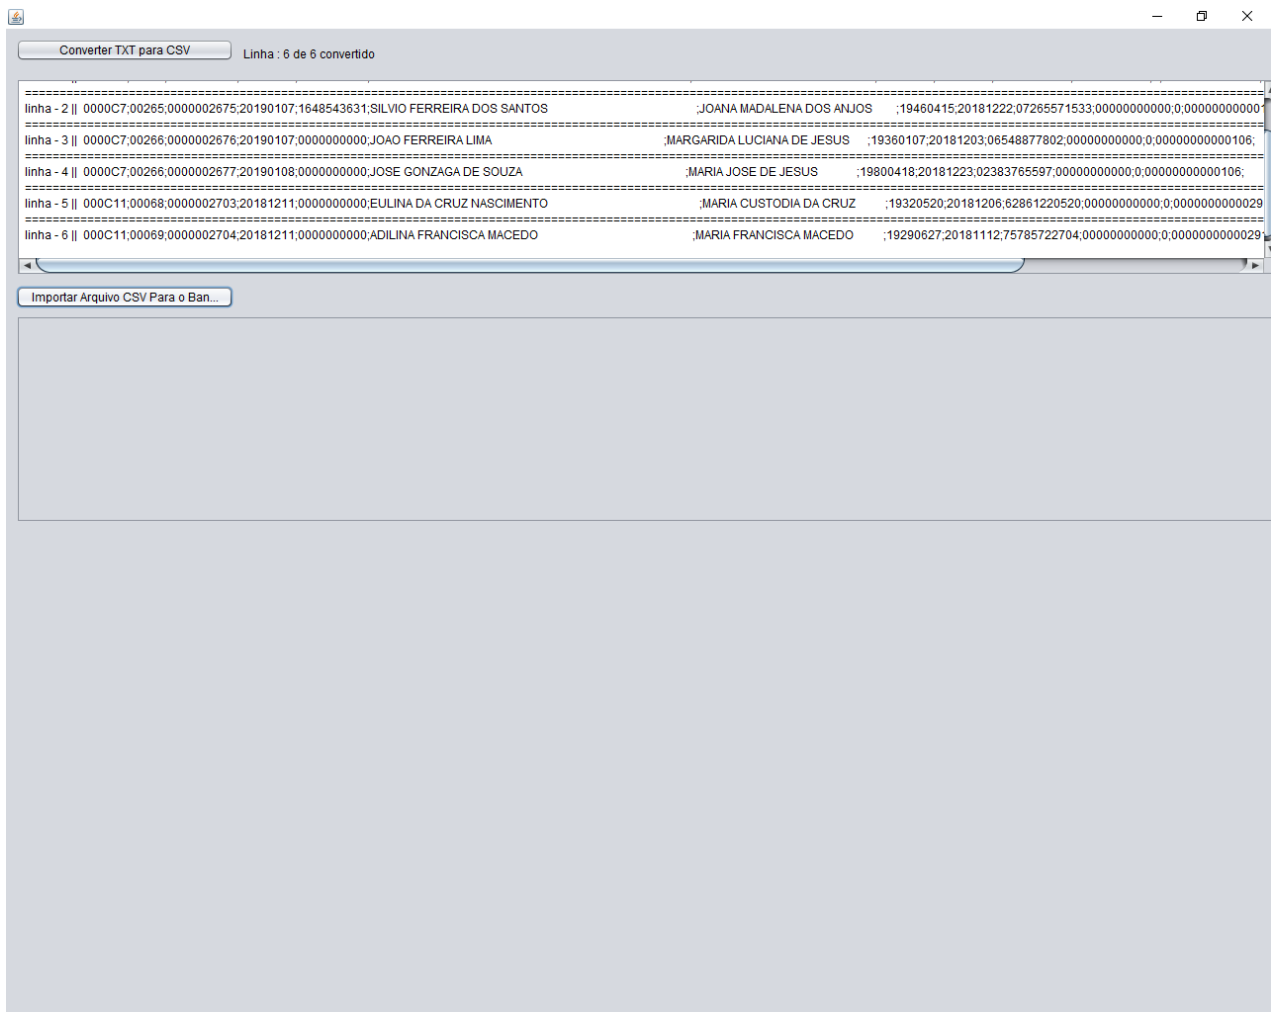 Converter TXT para CSV
Linha : 6 de 6 convertido
================================================================
linha - 2 || 0000C7;00265;0000002675;20190107;1648543631;SILVIO FERREIRA DOS SANTOS ;JOANA MADALENA DOS ANJOS ;19460415;20181222;07265571533;00000000000;0;0000000000
================================================================
linha - 3 || 0000C7;00266;0000002676;20190107;0000000000;JOAO FERREIRA LIMA ;MARGARIDA LUCIANA DE JESUS ;19360107;20181203;06548877802;00000000000;0;00000000000106;
================================================================
linha - 4 || 0000C7;00266;0000002677;20190108;0000000000;JOSE GONZAGA DE SOUZA ;MARIA JOSE DE JESUS ;19800418;20181223;02383765597;00000000000;0;00000000000106;
================================================================
linha - 5 || 000C11;00068;0000002703;20181211;0000000000;EULINA DA CRUZ NASCIMENTO ;MARIA CUSTODIA DA CRUZ ;19320520;20181206;62861220520;00000000000;0;0000000000029
================================================================
linha - 6 || 000C11;00069;0000002704;20181211;0000000000;ADILINA FRANCISCA MACEDO ;MARIA FRANCISCA MACEDO ;19290627;20181112;75785722704;00000000000;0;0000000000029
Importar Arquivo CSV Para o Ban...